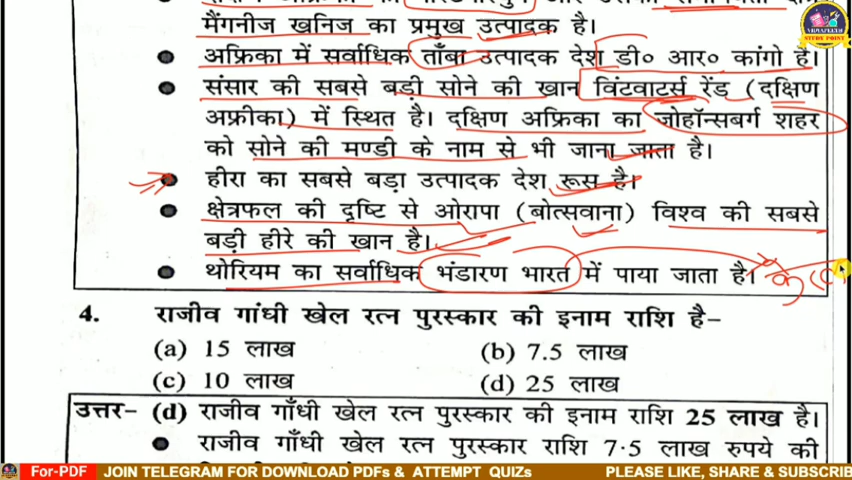 मैंगनीज खनिज का प्रमुख उत्पादक है।
अफ्रिका में सर्वाधिक ताँबा उत्पादक देश डी० आर० कांगो है।
संसार की सबसे बड़ी सोने की खान विंटवाटर्स रेंड (दक्षिण
अफ्रीका) में स्थित है। दक्षिण अफ्रिका का जोहॉन्सबर्ग शहर
को सोने की मण्डी के नाम से भी जाना जाता है।
हीरा का सबसे बड़ा उत्पादक देश रूस है।
क्षेत्रफल की दृष्टि से ओरापा (बोत्सवाना) विश्व की सबसे
बड़ी हीरे की खान है।
थोरियम का सर्वाधिक भंडारण भारत में पाया जाता है।
4. राजीव गांधी खेल रत्न पुरस्कार की इनाम राशि है–
(a) 15 लाख (b) 7.5 लाख
(c) 10 लाख (d) 25 लाख
उत्तर- (d) राजीव गाँधी खेल रत्न पुरस्कार की इनाम राशि 25 लाख है।
राजीव गाँधी खेल रत्न पुरस्कार राशि 7·5 लाख रुपये की
For-PDF JOIN TELEGRAM FOR DOWNLOAD PDFs & ATTEMPT QUIZs PLEASE LIKE, SHARE & SUBSCRIB
STUDY POINT